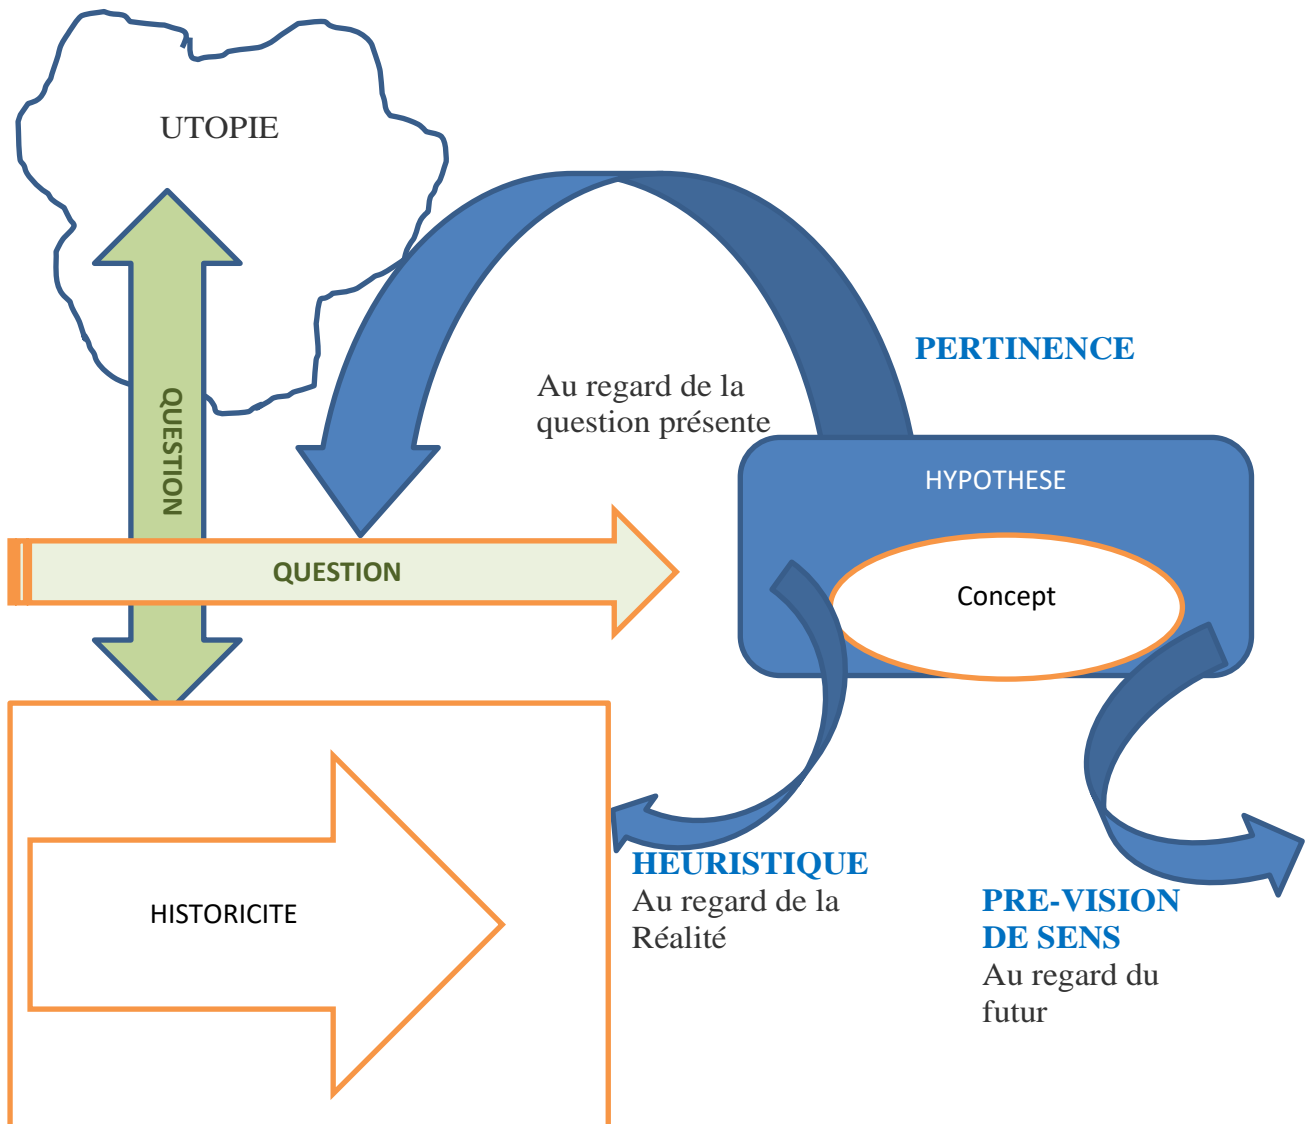 UTOPIE
PERTINENCE
Au regard de la
question présente
QUESTION
HYPOTHESE
QUESTION
Concept
HISTORICITE
HEURISTIQUE
Au regard de la
Réalité
PRE-VISION
DE SENS
Au regard du
futur